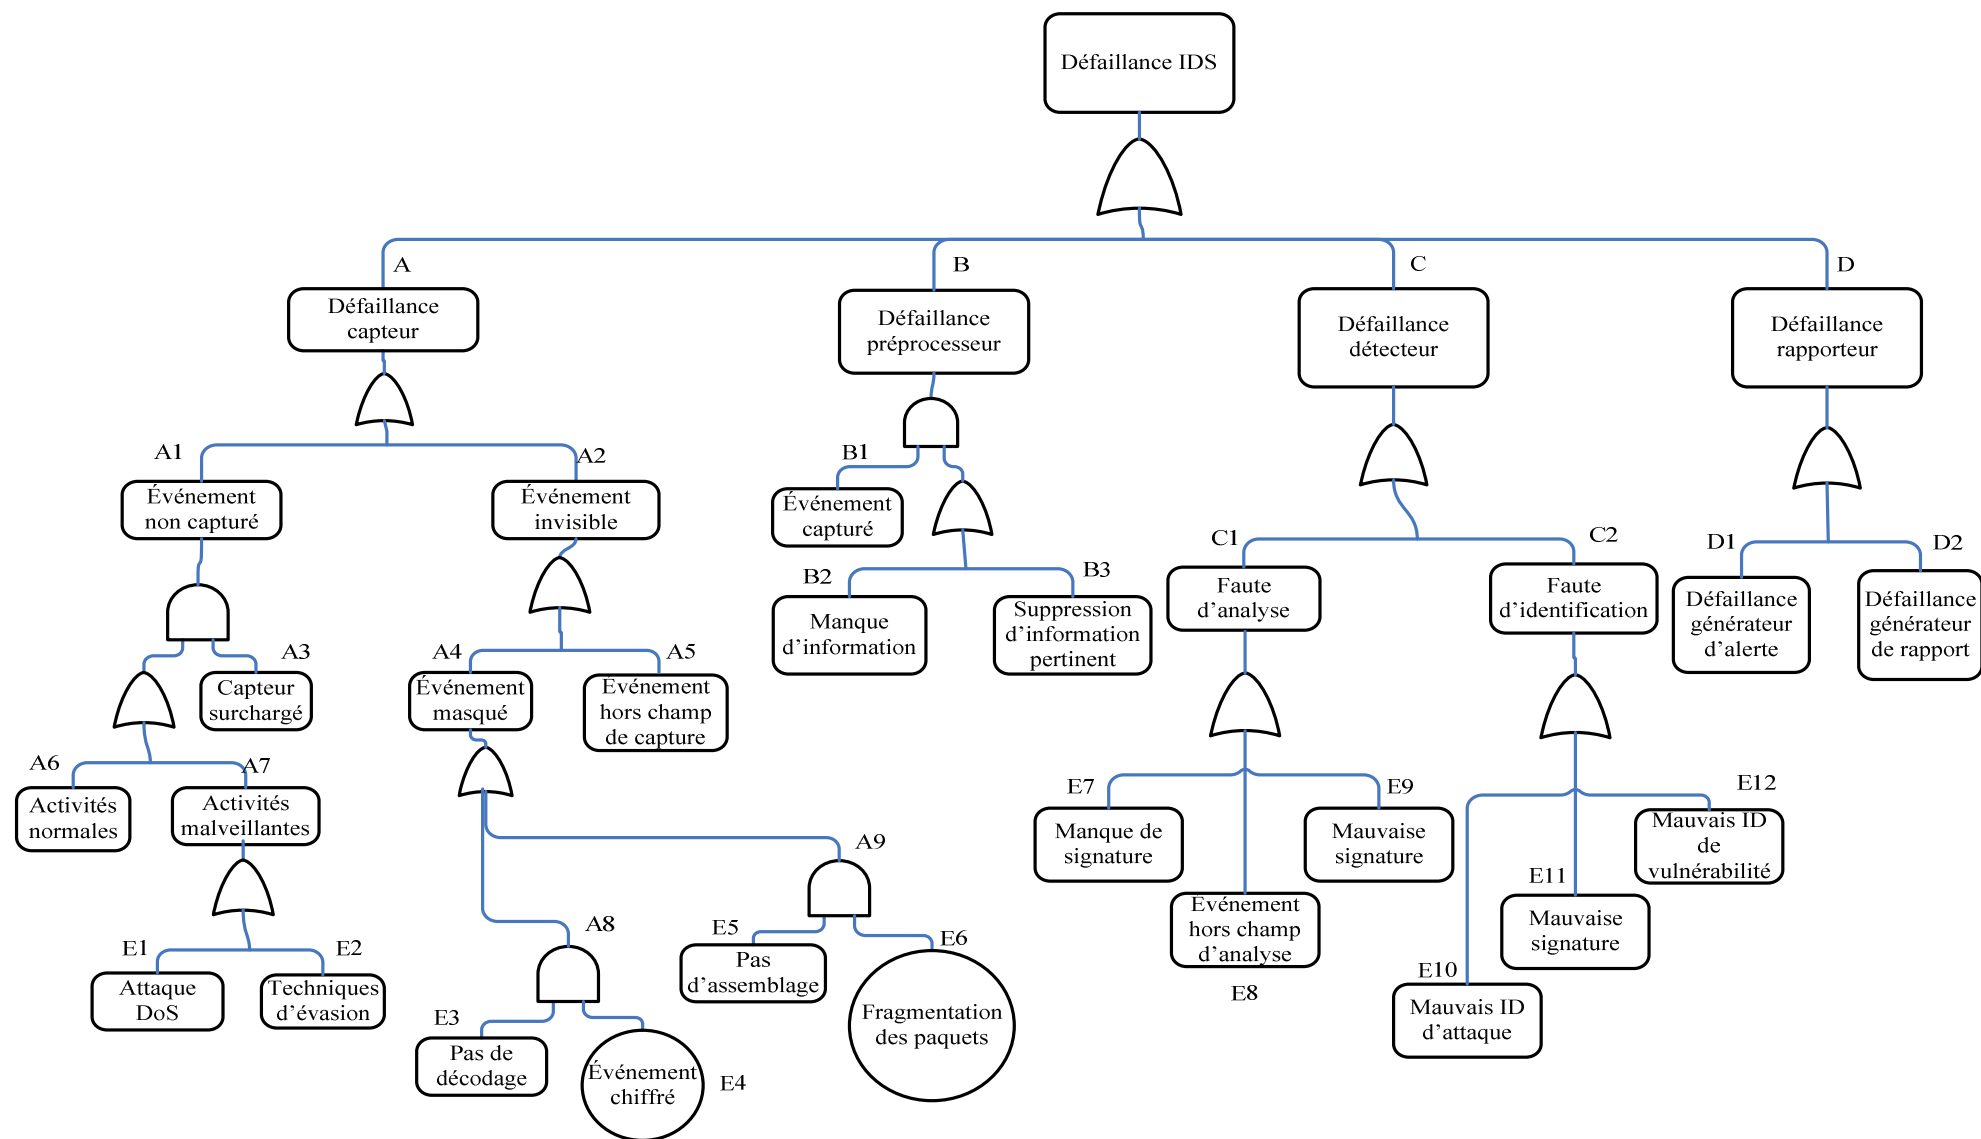 Défaillance IDS
A
B
C
D
Défaillance
capteur
Défaillance
préprocesseur
Défaillance
détecteur
Défaillance
rapporteur
A1
A2
Événement
non capturé
Événement
invisible
B1
Événement
capturé
B2
B3
Manque
d'information
Suppression
d'information
pertinent
C1
C2
Faute
d'analyse
Faute
d'identification
D1
D2
Défaillance
générateur
d'alerte
Défaillance
générateur
de rapport
A3
Capteur
surchargé
A4
A5
Événement
masqué
Événement
hors champ
de capture
A6
A7
Activités
normales
Activités
malveillantes
E7
E9
E12
Manque de
signature
Mauvaise
signature
Mauvais ID
de
vulnérabilité
A9
E11
Événement
hors champ
d'analyse
E8
Mauvaise
signature
E10
Mauvais ID
d'attaque
E1
E2
Attaque
DoS
Techniques
d'évasion
A8
E5
E6
Pas
d'assemblage
Fragmentation
des paquets
E3
Pas de
décodage
Événement
chiffré
E4